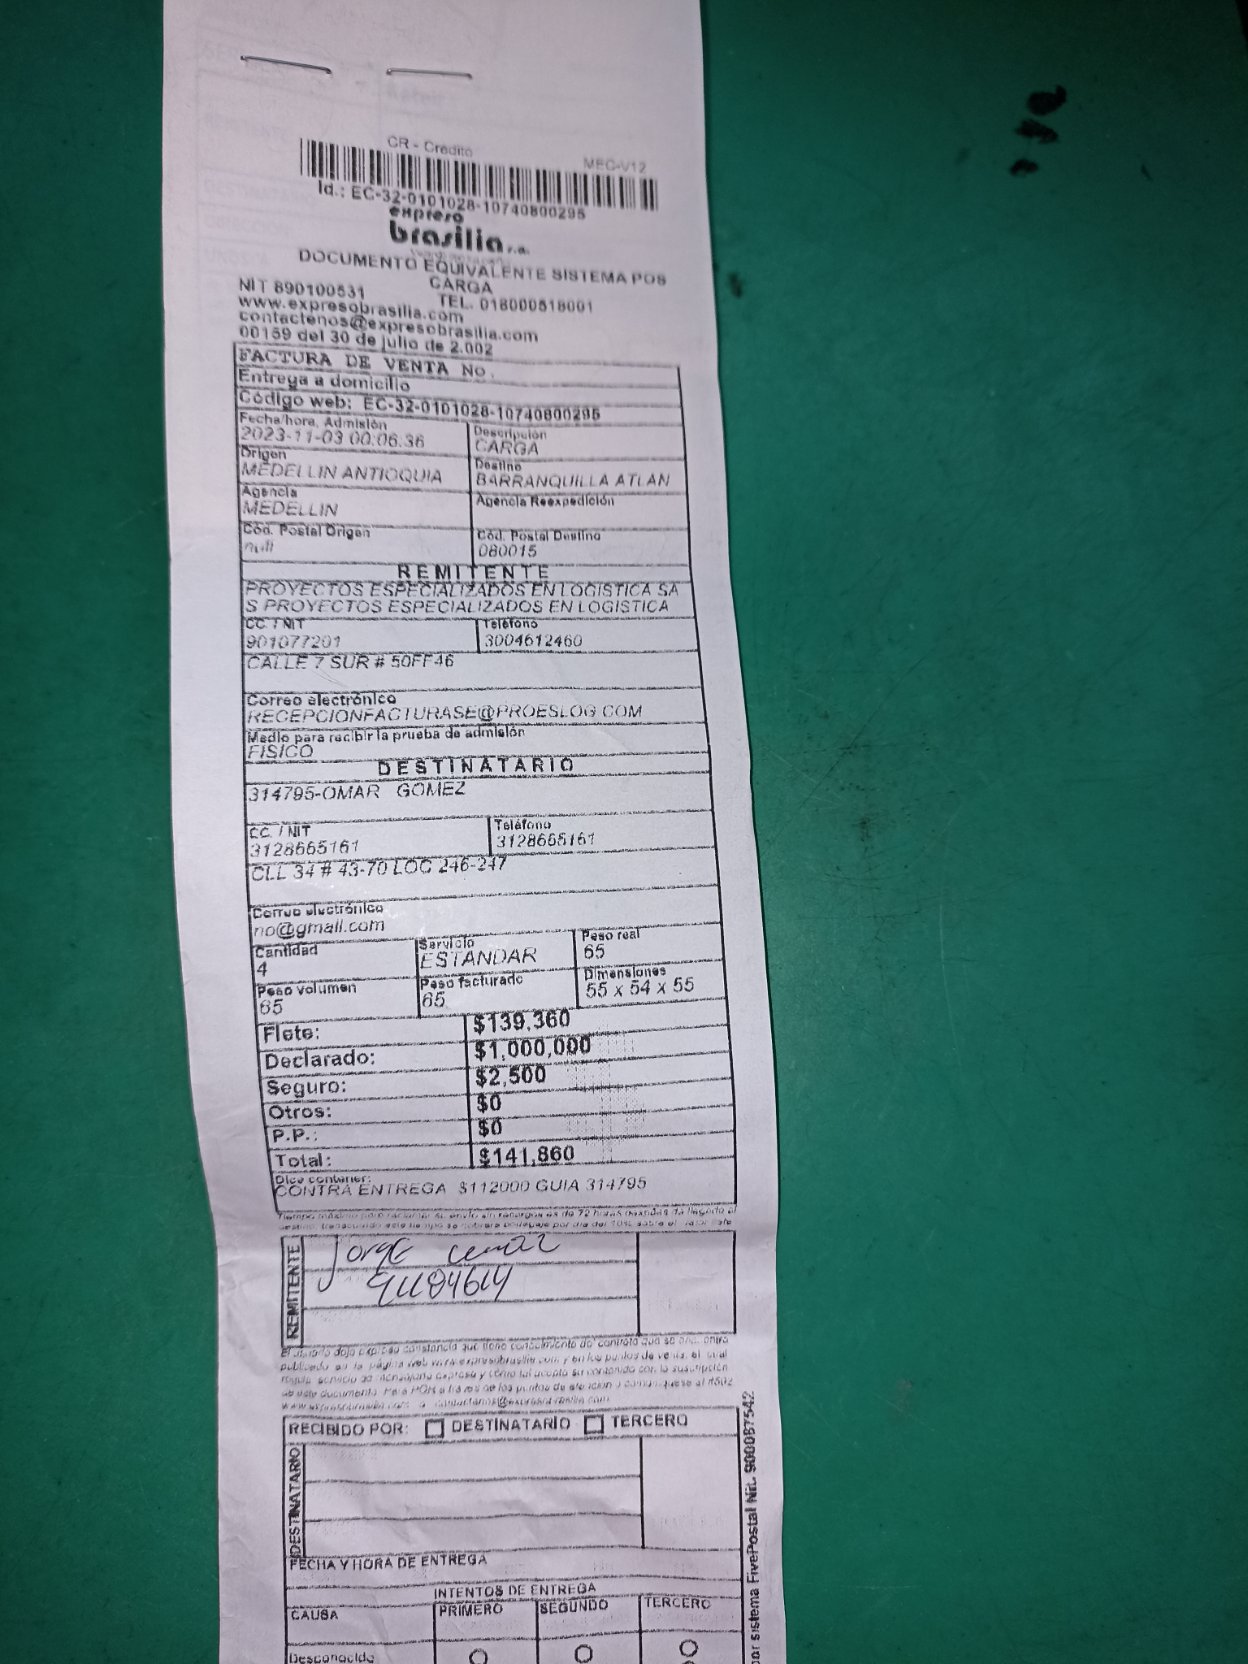 CR - Credito
MEC-V12
Id.: EC-32-0101028-10740800295
expreso
brasilia s.a.
DOCUMENTO EQUIVALENTE SISTEMA POS
CARGA
NIT 890100531 TEL. 018000518001
www.expresobrasilia.com
contactenos@expresobrasilia.com
00159 del 30 de julio de 2.002
FACTURA DE VENTA No.
Entrega a domicilio
Código web: EC-32-0101028-10740800295
Fecha/hora, Admisión Descripción
2023-11-03 00:06:36 CARGA
Origen Destino
MEDELLIN ANTIOQUIA BARRANQUILLA ATLAN
Agencia Agencia Reexpedición
MEDELLIN
Cód. Postal Origen Cód. Postal Destino
null 080015
REMITENTE
PROYECTOS ESPECIALIZADOS EN LOGISTICA SA
S PROYECTOS ESPECIALIZADOS EN LOGISTICA
CC / NIT Teléfono
901077201 3004612460
CALLE 7 SUR # 50FF46
Correo electrónico
RECEPCIONFACTURASE@PROESLOG.COM
Medio para recibir la prueba de admisión
FISICO
DESTINATARIO
314795-OMAR GOMEZ
CC / NIT Teléfono
3128665161 3128665161
CLL 34 # 43-70 LOC 246-247
Correo electrónico
no@gmail.com
Cantidad Servicio Peso real
4 ESTANDAR 65
Peso volumen Peso facturado Dimensiones
65 65 55 x 54 x 55
Flete: $139,360
Declarado: $1,000,000
Seguro: $2,500
Otros: $0
P.P.: $0
Total: $141,860
Dice contener:
CONTRA ENTREGA $112000 GUIA 314795
REMITENTE
Jorge
RECIBIDO POR: DESTINATARIO TERCERO
DESTINATARIO
FECHA Y HORA DE ENTREGA
INTENTOS DE ENTREGA
CAUSA PRIMERO SEGUNDO TERCERO
Desconocido
sistema FivePostal Nit. 900087542